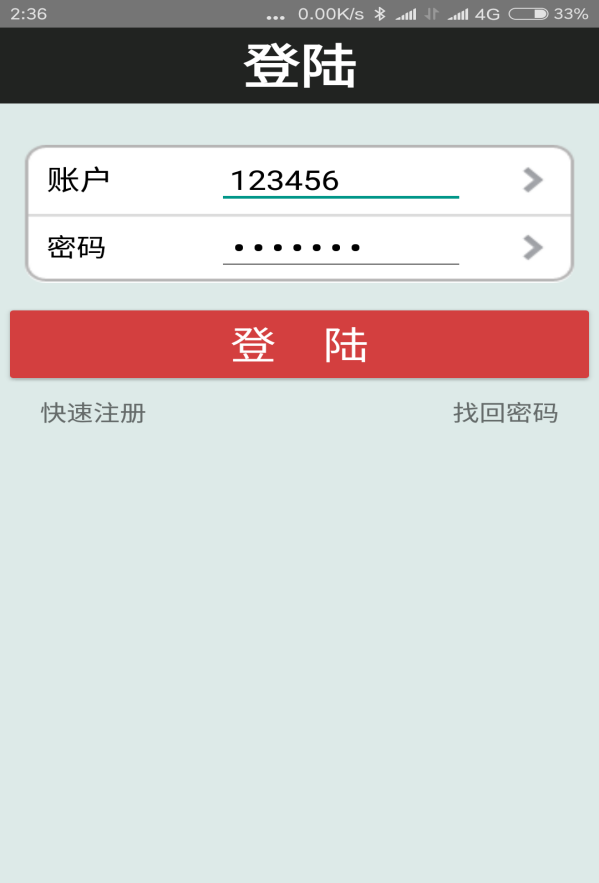 2:36 ... 0.00K/s 4G 33%
登陆
账户 123456
密码 •••••••
登 陆
快速注册 找回密码